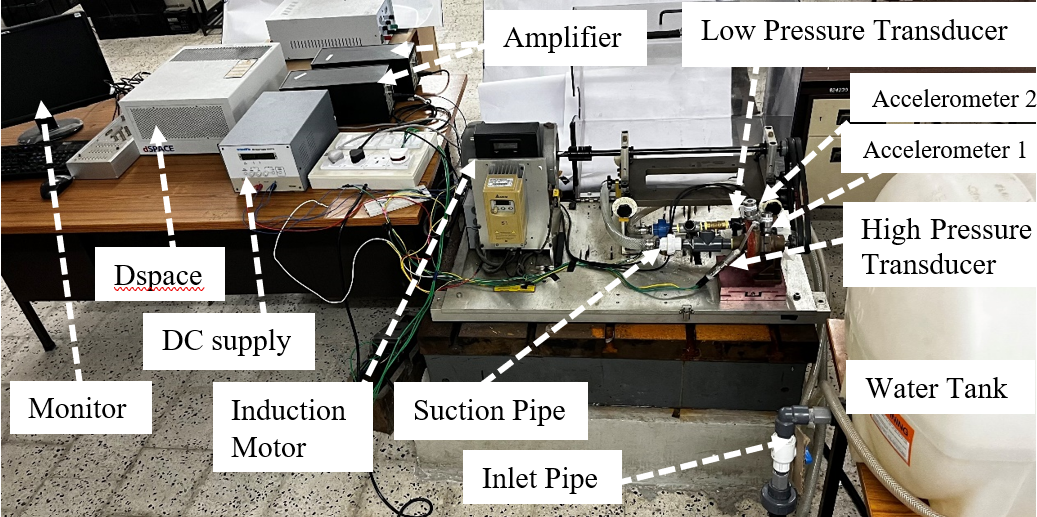 Amplifier
Low Pressure Transducer
Accelerometer 2
Accelerometer 1
High Pressure
Transducer
dSPACE
Dspace
DC supply
Monitor
Induction
Motor
Suction Pipe
Inlet Pipe
Water Tank
WARNING